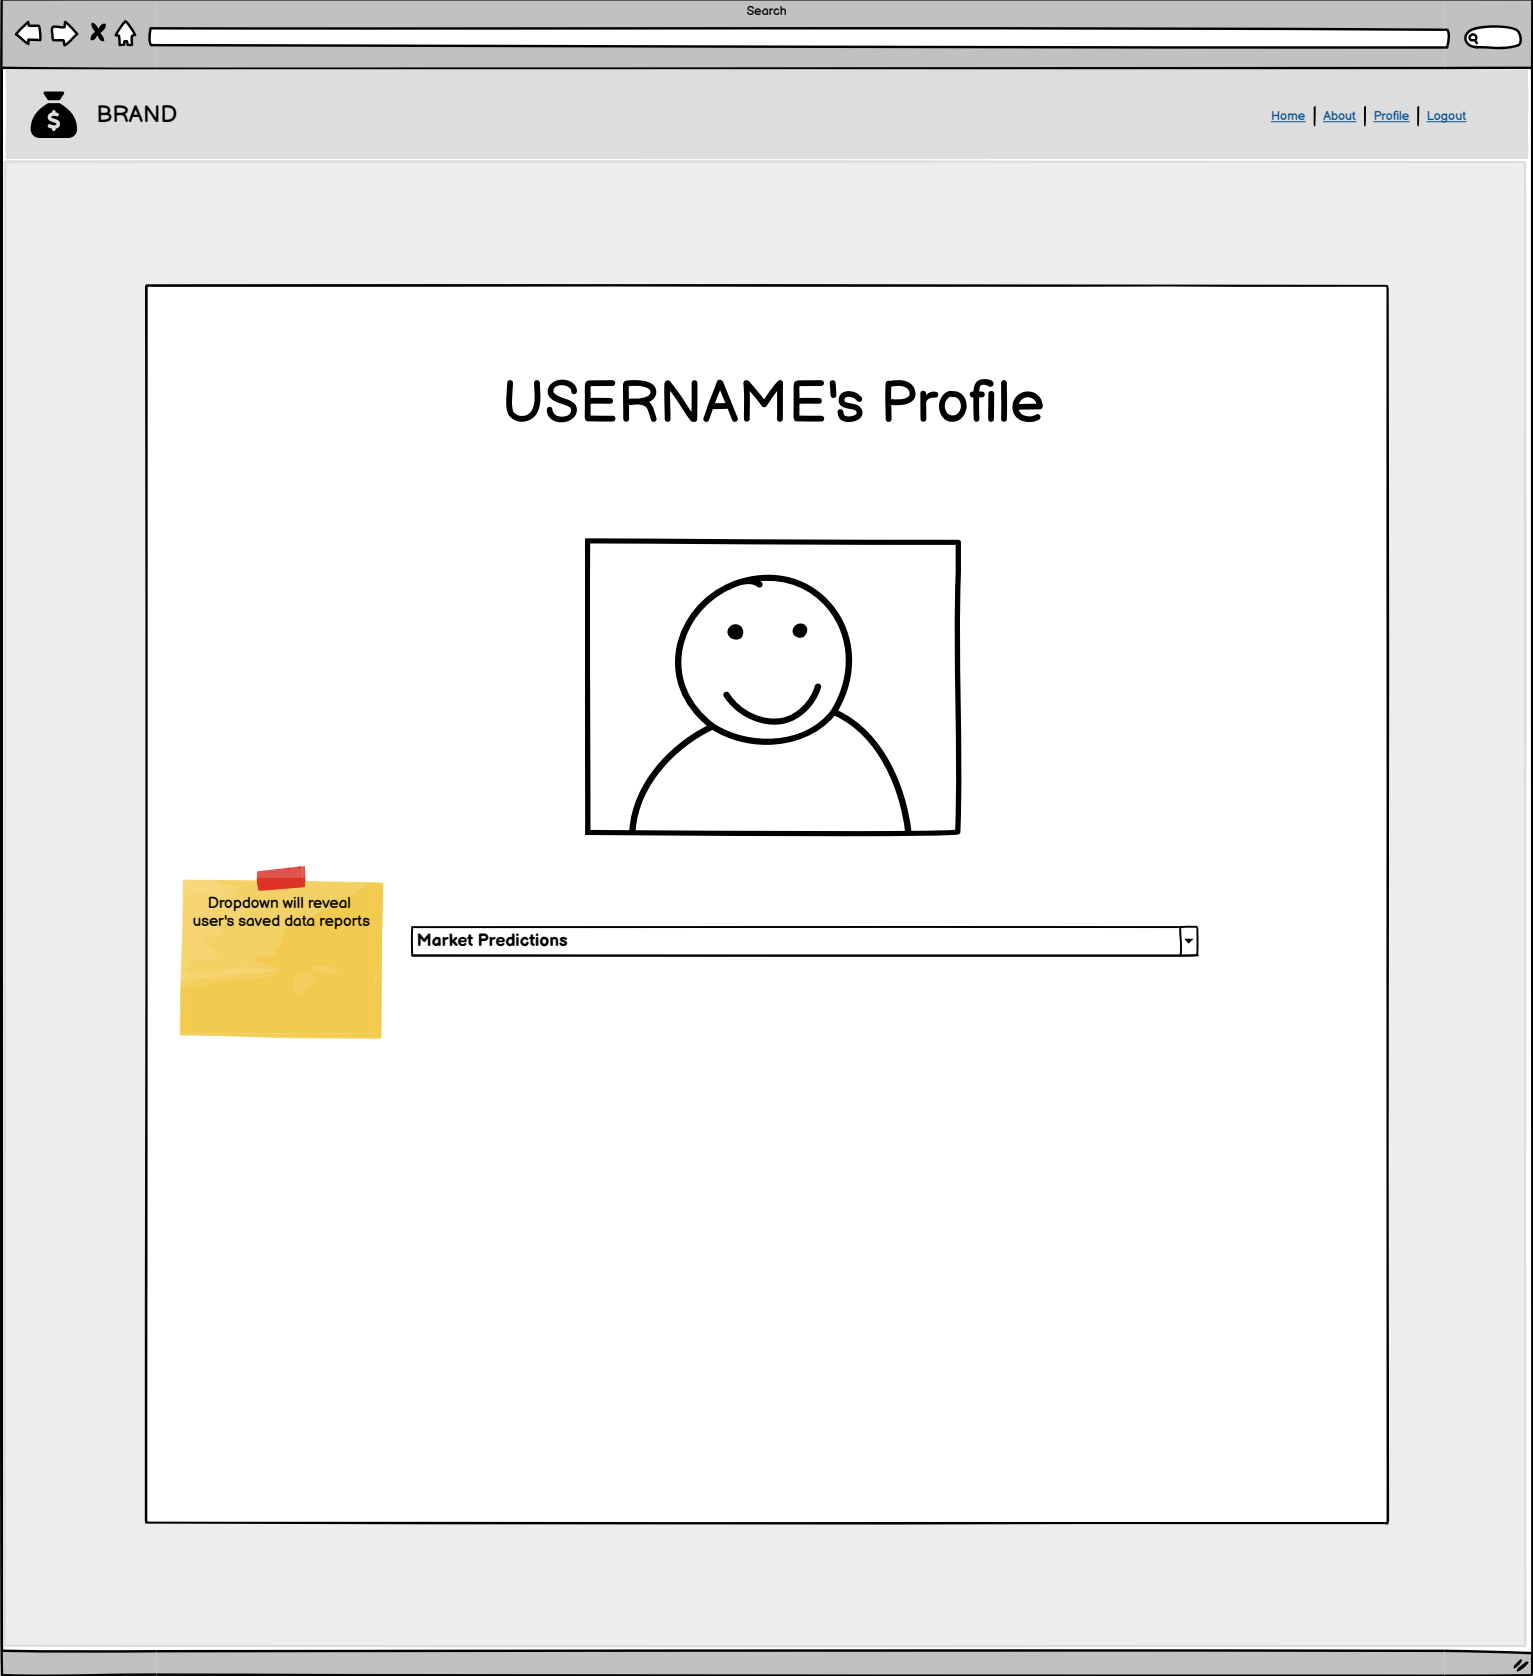 Search
BRAND
Home | About | Profile | Logout
USERNAME's Profile
Dropdown will reveal
user's saved data reports
Market Predictions